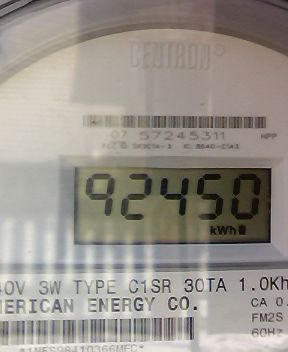 CENTRON®
07 57245311 HPP
92450
kWh
40V 3W TYPE C1SR 30TA 1.0Kh
MERICAN ENERGY CO. CA 0.
FM2S
60Hz